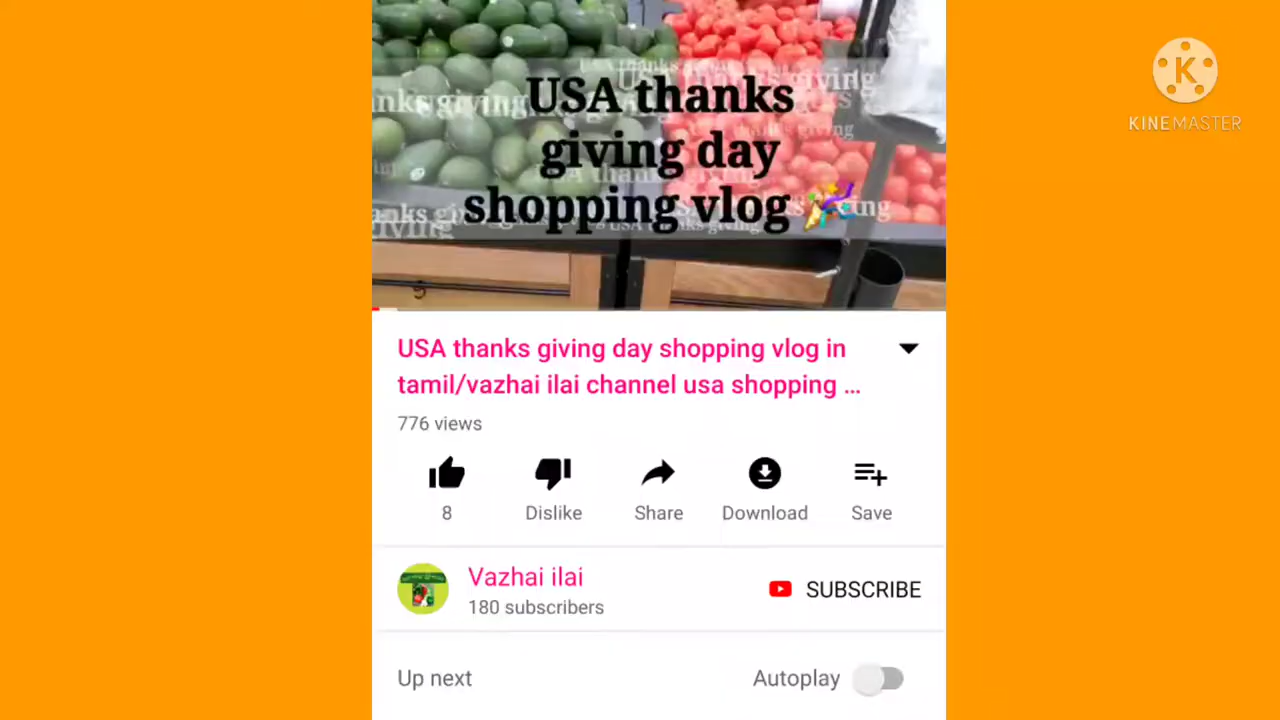 USA thanks
giving day
shopping vlog
KINEMASTER
USA thanks giving day shopping vlog in
tamil/vazhai ilai channel usa shopping ...
776 views
8
Dislike
Share
Download
Save
Vazhai ilai
180 subscribers
SUBSCRIBE
Up next
Autoplay